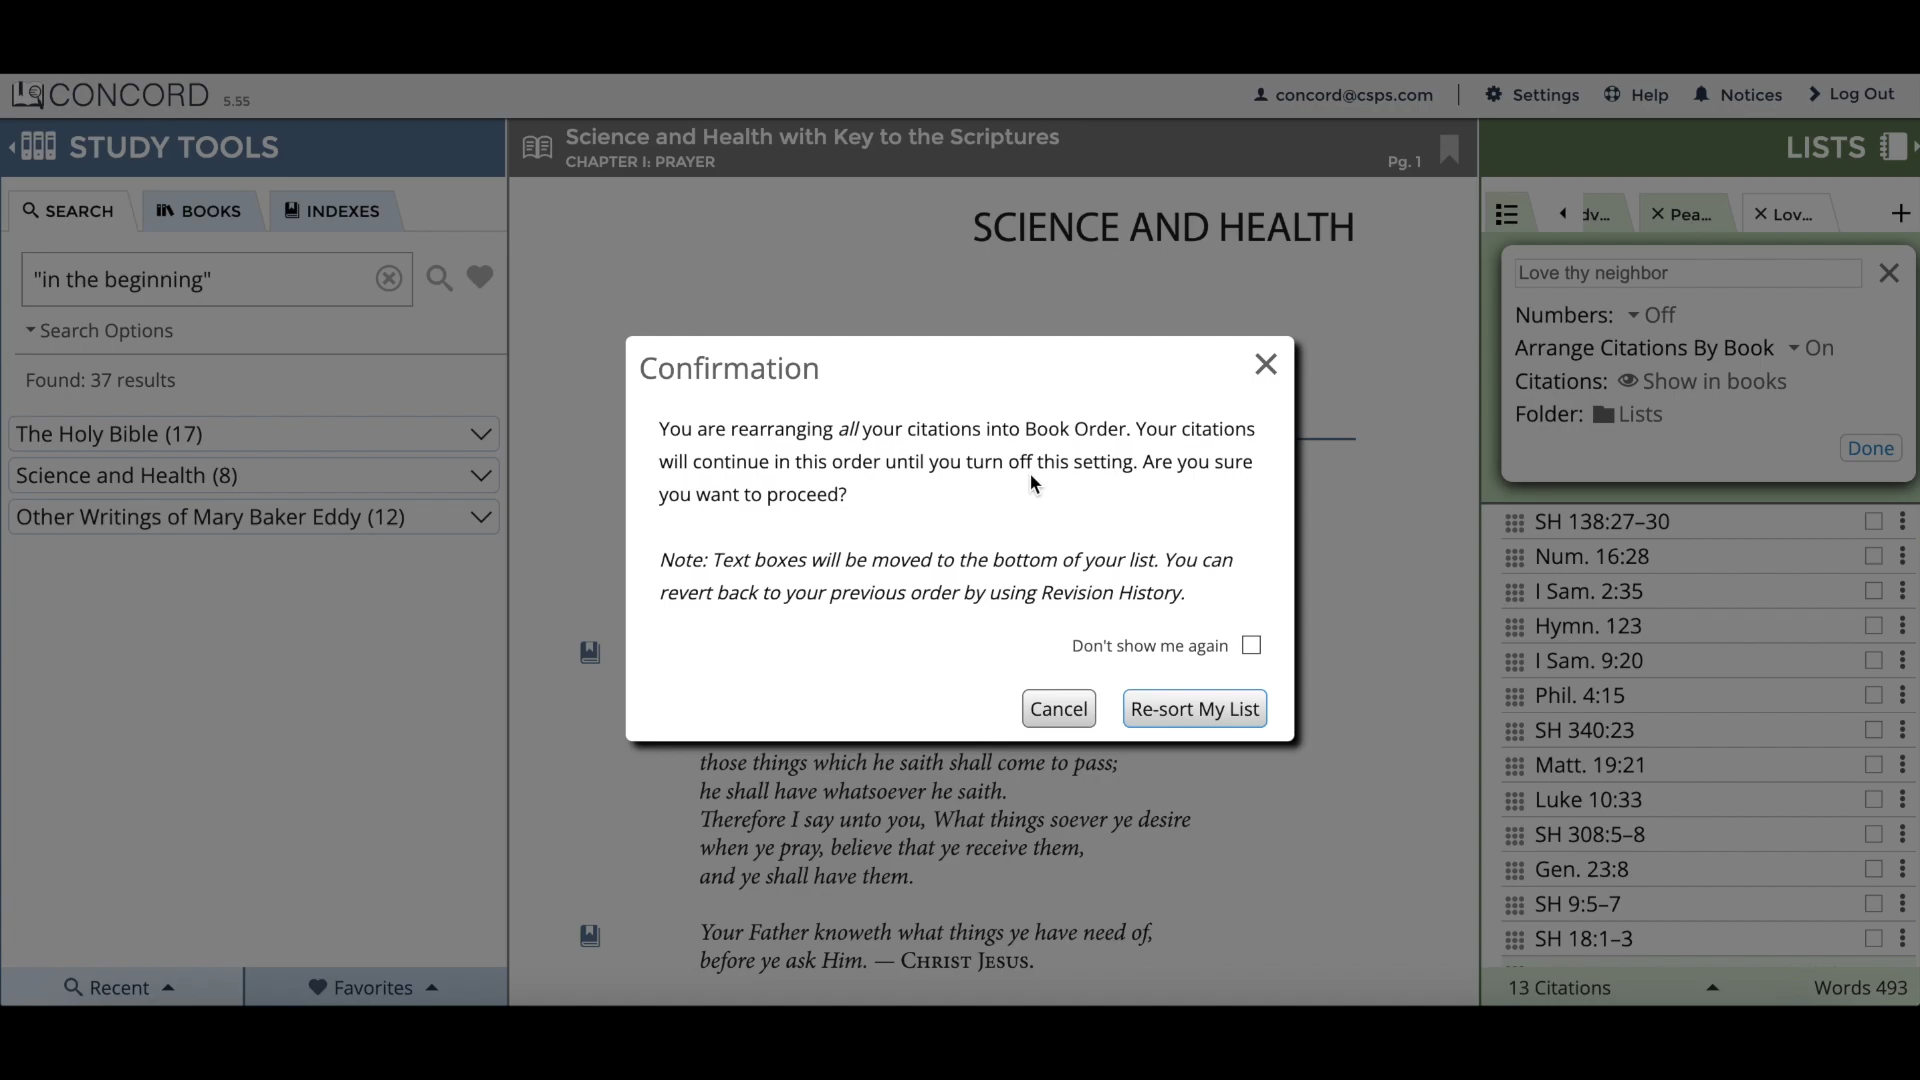 CONCORD 5.55
concord@csps.com
Settings
Help
Notices
Log Out
STUDY TOOLS
SEARCH
BOOKS
INDEXES
"in the beginning"
Search Options
Found: 37 results
The Holy Bible (17)
Science and Health (8)
Other Writings of Mary Baker Eddy (12)
Recent
Favorites
Science and Health with Key to the Scriptures
CHAPTER I: PRAYER
Pg. 1
SCIENCE AND HEALTH
Confirmation
You are rearranging all your citations into Book Order. Your citations
will continue in this order until you turn off this setting. Are you sure
you want to proceed?
Note: Text boxes will be moved to the bottom of your list. You can
revert back to your previous order by using Revision History.
Don't show me again
Cancel
Re-sort My List
those things which he saith shall come to pass;
he shall have whatsoever he saith.
Therefore I say unto you, What things soever ye desire
when ye pray, believe that ye receive them,
and ye shall have them.
Your Father knoweth what things ye have need of,
before ye ask Him. — CHRIST JESUS.
LISTS
dv...
Pea...
Lov...
Love thy neighbor
Numbers: Off
Arrange Citations By Book On
Citations: Show in books
Folder: Lists
Done
SH 138:27–30
Num. 16:28
I Sam. 2:35
Hymn. 123
I Sam. 9:20
Phil. 4:15
SH 340:23
Matt. 19:21
Luke 10:33
SH 308:5–8
Gen. 23:8
SH 9:5–7
SH 18:1–3
13 Citations
Words 493